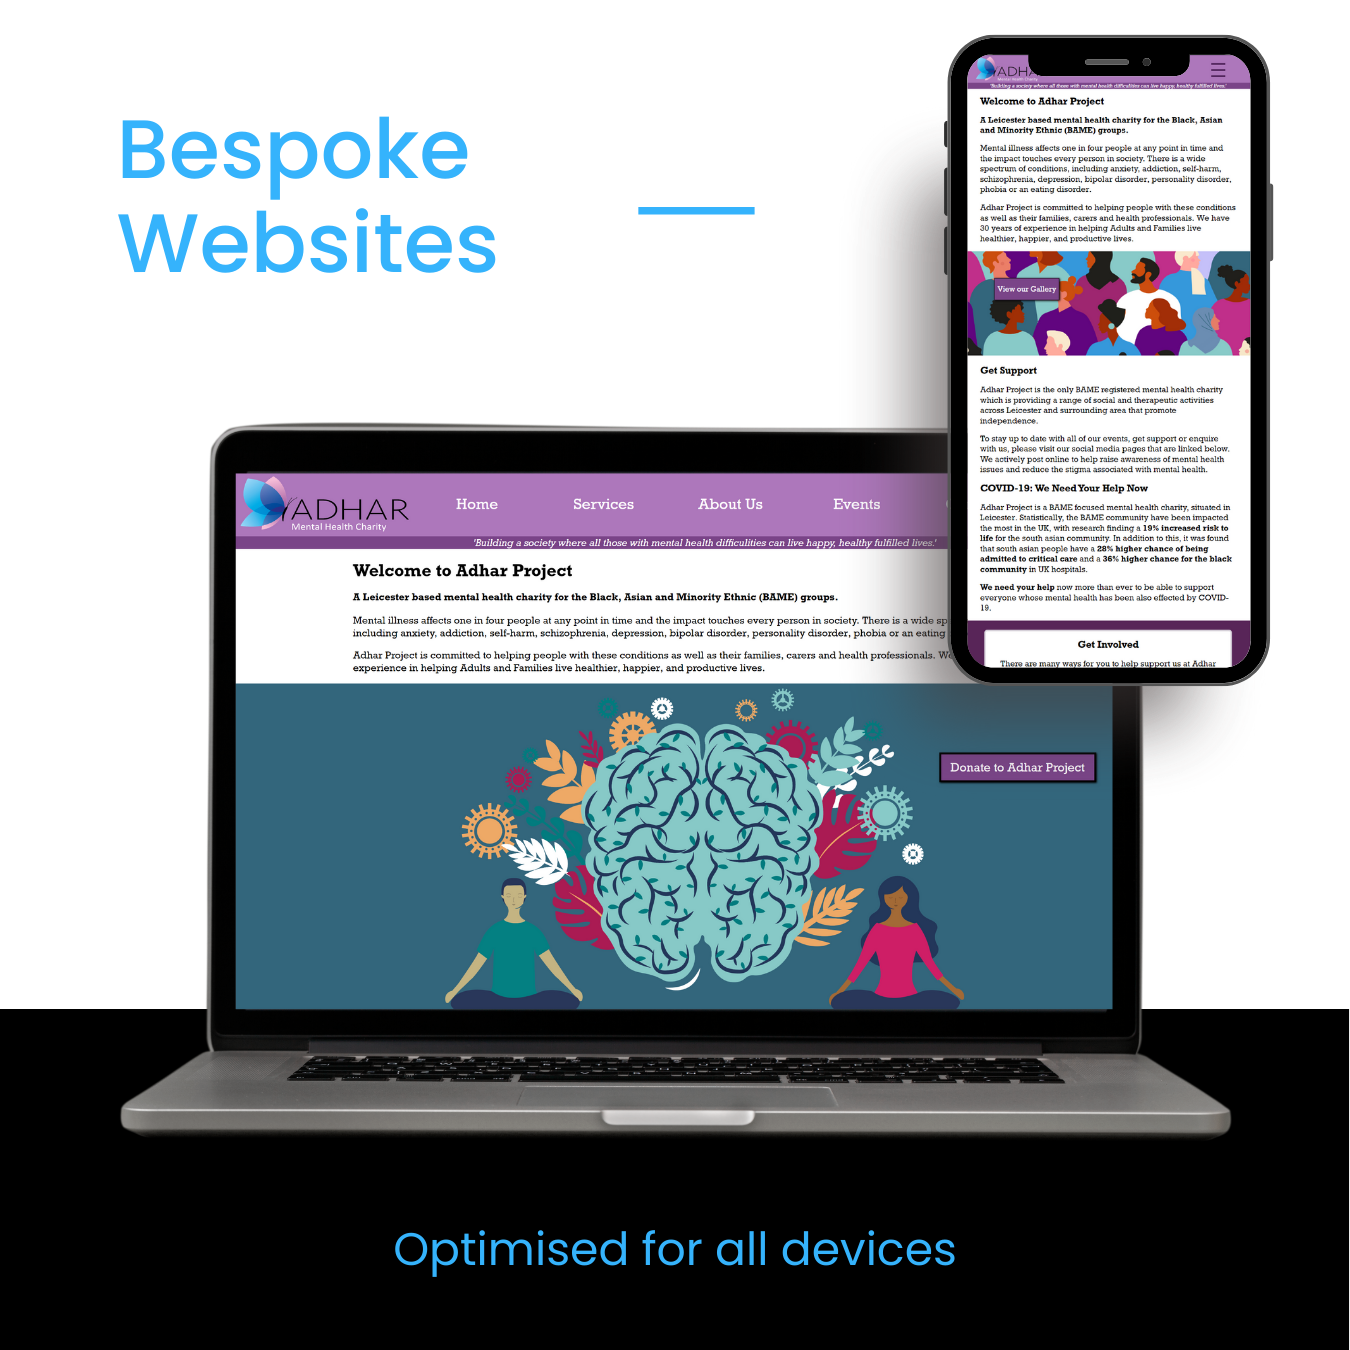 Bespoke
Websites
ADHAR
Mental Health Charity
Home Services About Us Events
'Building a society where all those with mental health difficulities can live happy, healthy fulfilled lives.'
Welcome to Adhar Project
A Leicester based mental health charity for the Black, Asian and Minority Ethnic (BAME) groups.
Mental illness affects one in four people at any point in time and the impact touches every person in society. There is a wide sp
including anxiety, addiction, self-harm, schizophrenia, depression, bipolar disorder, personality disorder, phobia or an eating
Adhar Project is committed to helping people with these conditions as well as their families, carers and health professionals. We
experience in helping Adults and Families live healthier, happier, and productive lives.
Donate to Adhar Project
ADHA
Mental Health Charity
'Building a society where all those with mental health difficulities can live happy, healthy fulfilled lives.'
Welcome to Adhar Project
A Leicester based mental health charity for the Black, Asian
and Minority Ethnic (BAME) groups.
Mental illness affects one in four people at any point in time and
the impact touches every person in society. There is a wide
spectrum of conditions, including anxiety, addiction, self-harm,
schizophrenia, depression, bipolar disorder, personality disorder,
phobia or an eating disorder.
Adhar Project is committed to helping people with these conditions
as well as their families, carers and health professionals. We have
30 years of experience in helping Adults and Families live
healthier, happier, and productive lives.
View our Gallery
Get Support
Adhar Project is the only BAME registered mental health charity
which is providing a range of social and therapeutic activities
across Leicester and surrounding area that promote
independence.
To stay up to date with all of our events, get support or enquire
with us, please visit our social media pages that are linked below.
We actively post online to help raise awareness of mental health
issues and reduce the stigma associated with mental health.
COVID-19: We Need Your Help Now
Adhar Project is a BAME focused mental health charity, situated in
Leicester. Statistically, the BAME community have been impacted
the most in the UK, with research finding a 19% increased risk to
life for the south asian community. In addition to this, it was found
that south asian people have a 28% higher chance of being
admitted to critical care and a 36% higher chance for the black
community in UK hospitals.
We need your help now more than ever to be able to support
everyone whose mental health has been also effected by COVID-
19.
Get Involved
There are many ways for you to help support us at Adhar
Optimised for all devices